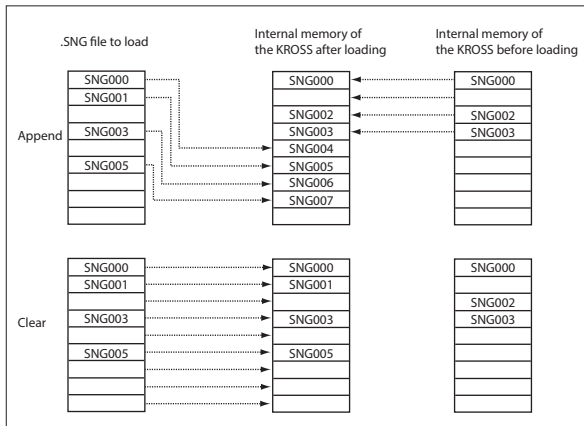 .SNG file to load
Internal memory of
the KROSS after loading
Internal memory of
the KROSS before loading
Append
SNG000
SNG001
SNG003
SNG005
SNG000
SNG002
SNG003
SNG004
SNG005
SNG006
SNG007
SNG000
SNG002
SNG003
Clear
SNG000
SNG001
SNG003
SNG005
SNG000
SNG001
SNG003
SNG005
SNG000
SNG002
SNG003